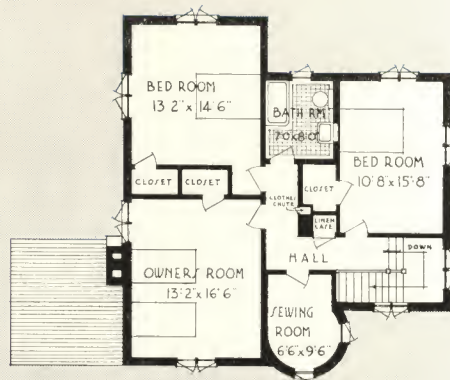 BED ROOM
13'2" x 14'6"
BATH RM.
7'0" x 8'0"
BED ROOM
10'8" x 15'8"
CLOSET
CLOSET
CLOTHES
CHUTE
CLOSET
LINEN
CASE
DOWN
HALL
OWNERS ROOM
13'2" x 16'6"
SEWING
ROOM
6'6" x 9'6"